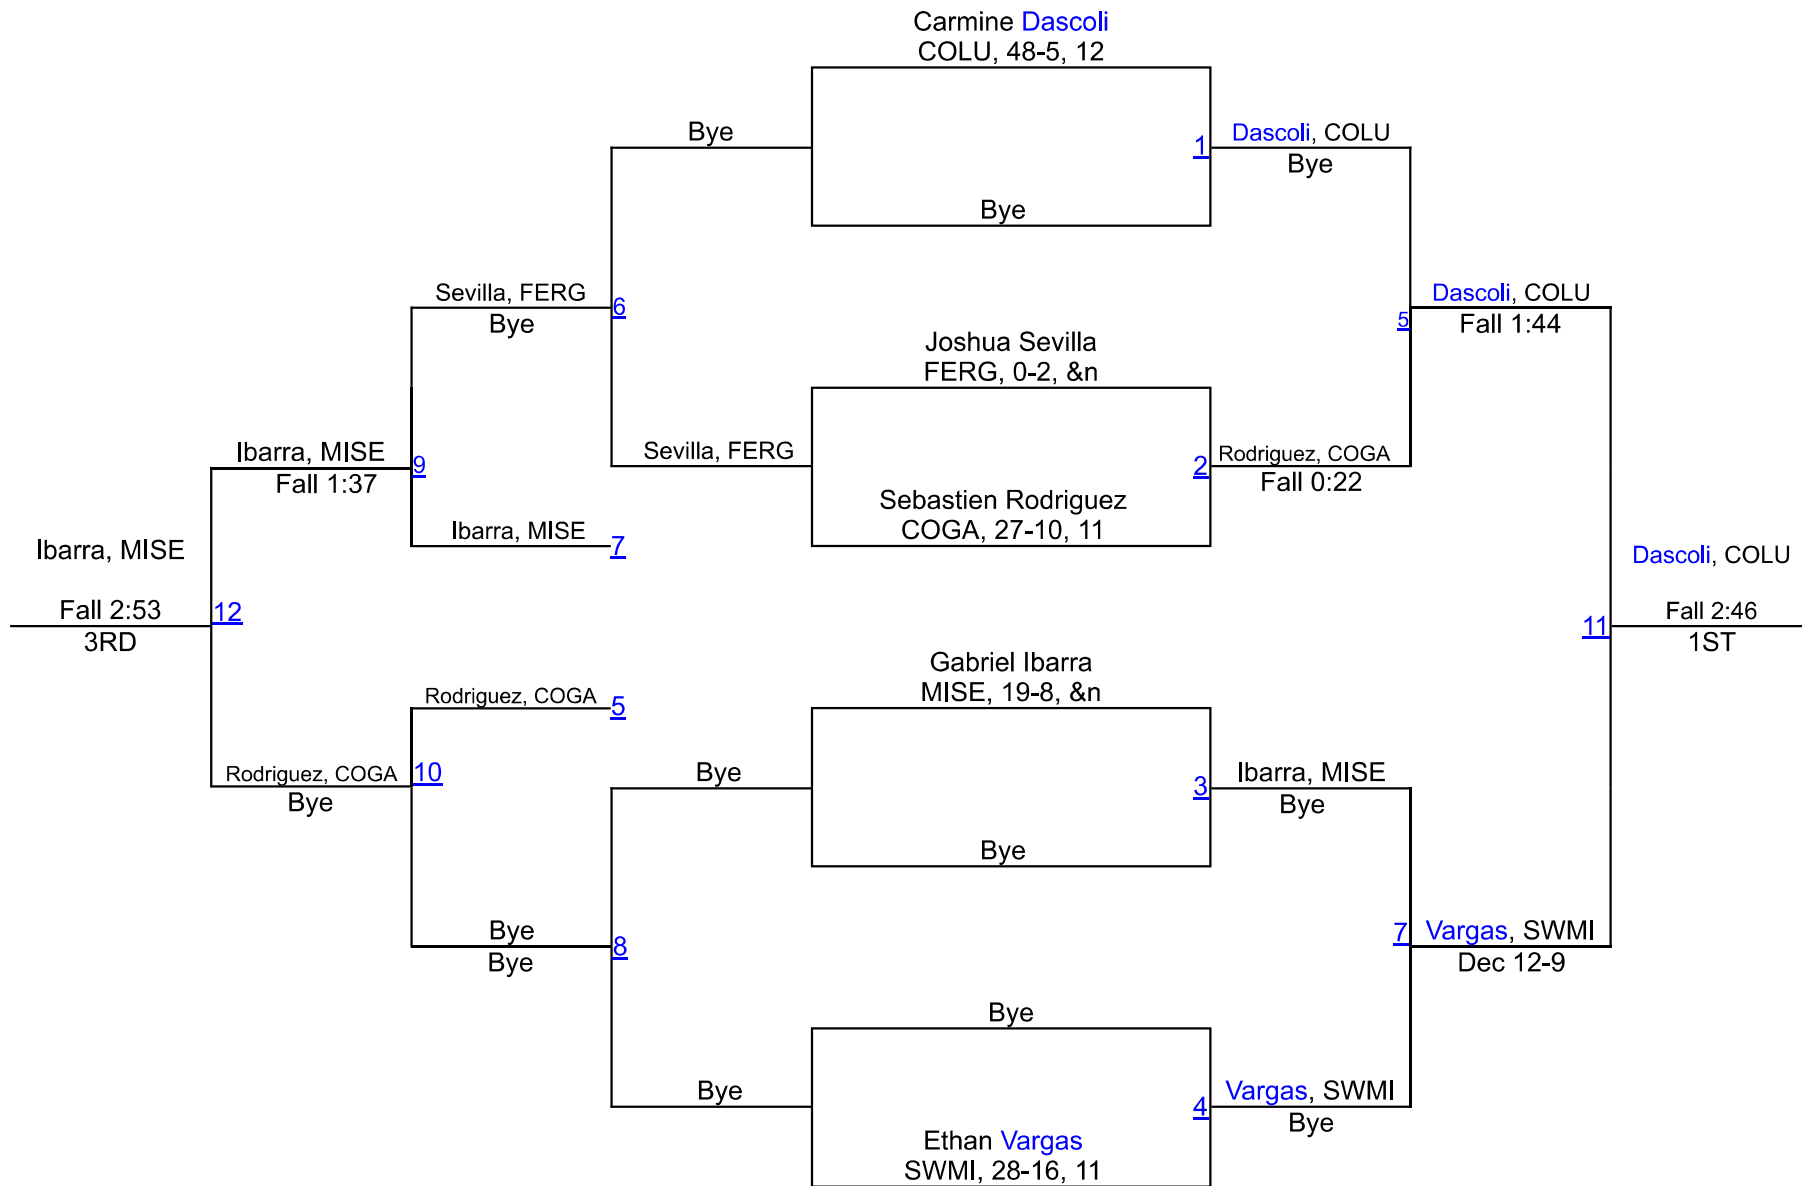 Carmine Dascoli
COLU, 48-5, 12
Bye
1
Dascoli, COLU
Bye
Bye
Sevilla, FERG
Bye
6
Dascoli, COLU
Fall 1:44
5
Joshua Sevilla
FERG, 0-2, &n
Ibarra, MISE
Fall 1:37
9
Sevilla, FERG
2
Rodriguez, COGA
Fall 0:22
Sebastien Rodriguez
COGA, 27-10, 11
Ibarra, MISE
7
Ibarra, MISE
Fall 2:53
3RD
12
Dascoli, COLU
Fall 2:46
1ST
11
Gabriel Ibarra
MISE, 19-8, &n
Rodriguez, COGA
5
Rodriguez, COGA
Bye
10
Bye
3
Ibarra, MISE
Bye
Bye
Bye
Bye
8
7
Vargas, SWMI
Dec 12-9
Bye
Bye
4
Vargas, SWMI
Bye
Ethan Vargas
SWMI, 28-16, 11